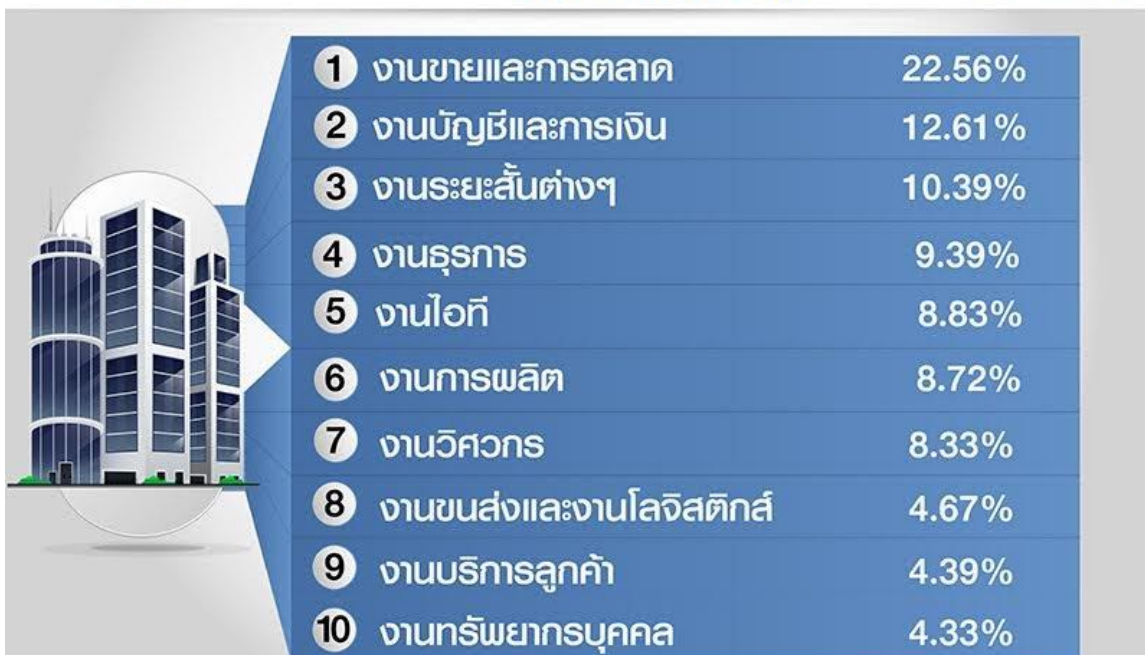 1 งานขายและการตลาด 22.56%
2 งานบัญชีและการเงิน 12.61%
3 งานระยะสั้นต่างๆ 10.39%
4 งานธุรการ 9.39%
5 งานไอที 8.83%
6 งานการผลิต 8.72%
7 งานวิศวกร 8.33%
8 งานขนส่งและงานโลจิสติกส์ 4.67%
9 งานบริการลูกค้า 4.39%
10 งานทรัพยากรบุคคล 4.33%